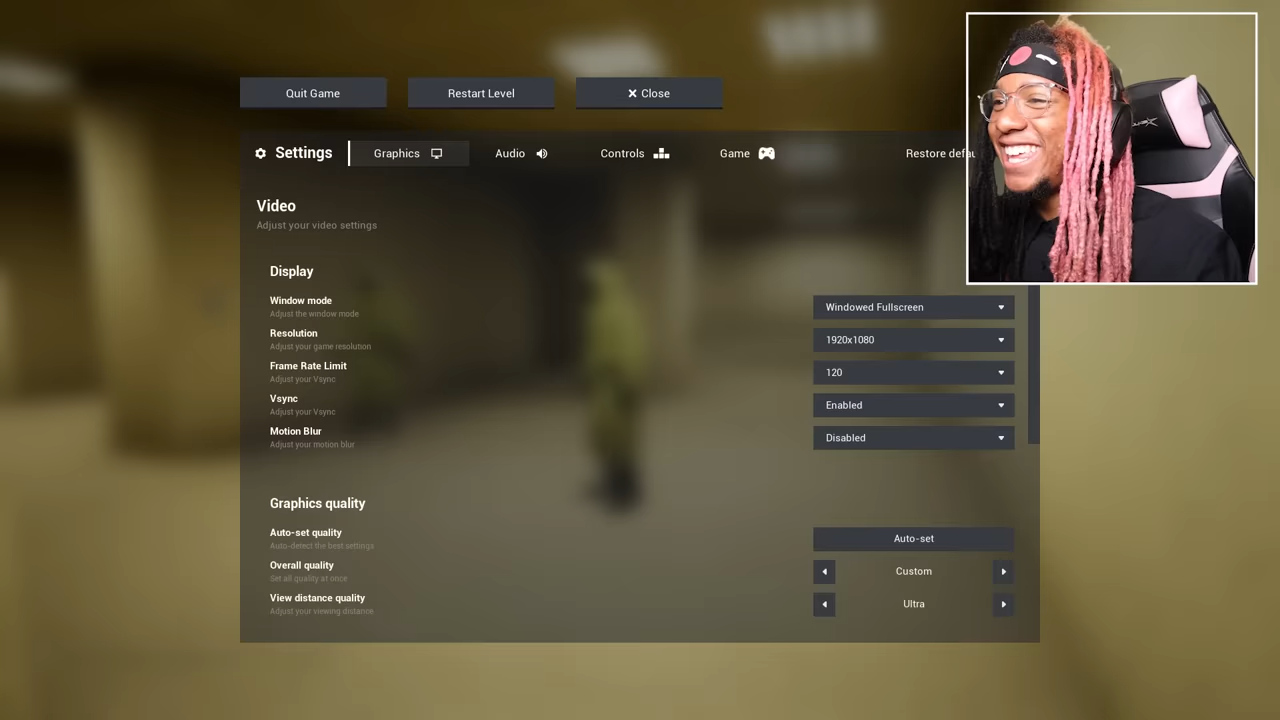 Quit Game
Restart Level
✕ Close
Settings
Graphics
Audio
Controls
Game
Restore defau
Video
Adjust your video settings
Display
Window mode
Adjust the window mode
Windowed Fullscreen
Resolution
Adjust your game resolution
1920x1080
Frame Rate Limit
Adjust your Vsync
120
Vsync
Adjust your Vsync
Enabled
Motion Blur
Adjust your motion blur
Disabled
Graphics quality
Auto-set quality
Auto-detect the best settings
Auto-set
Overall quality
Set all quality at once
Custom
View distance quality
Adjust your viewing distance
Ultra